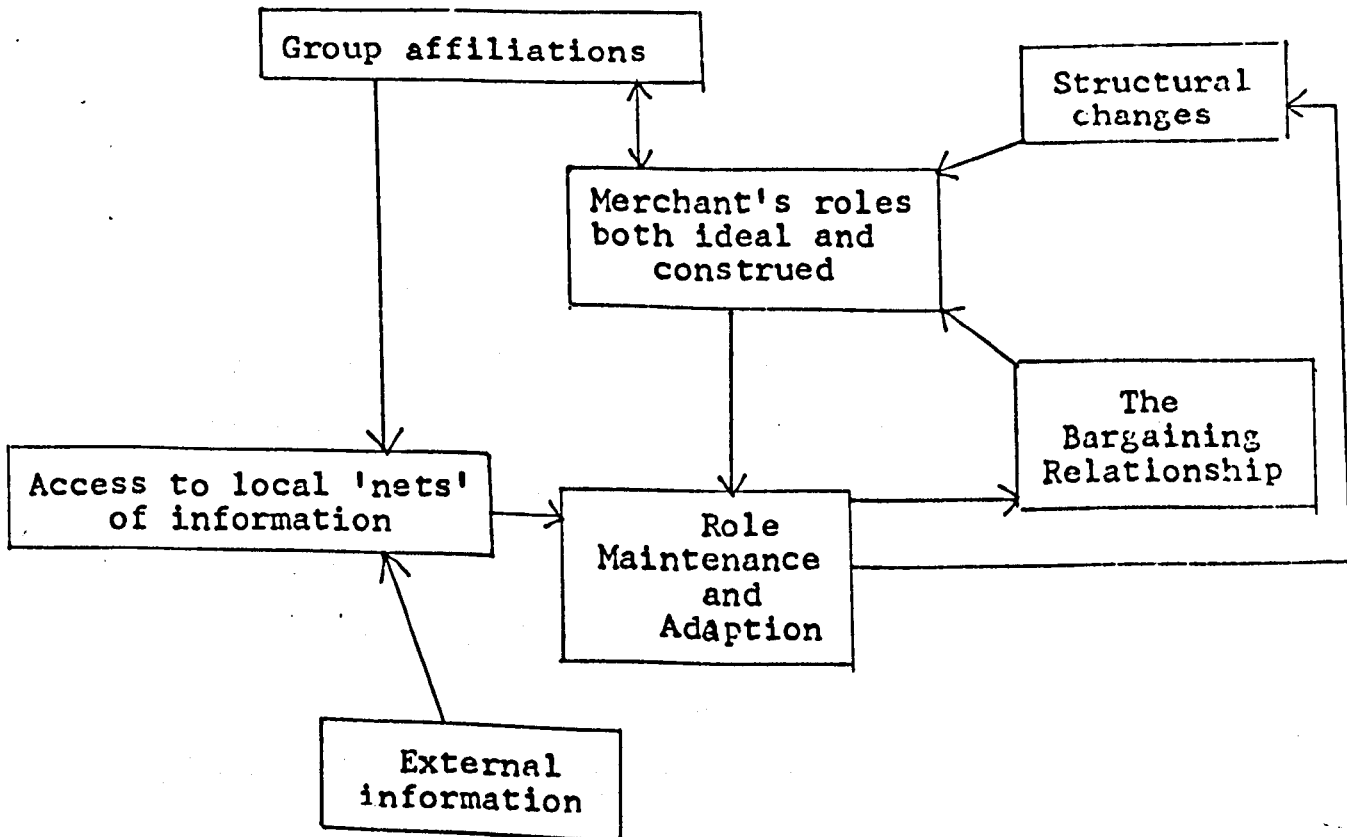 Group affiliations
Structural
changes
Merchant's roles
both ideal and
construed
The
Bargaining
Relationship
Access to local 'nets'
of information
Role
Maintenance
and
Adaption
External
information